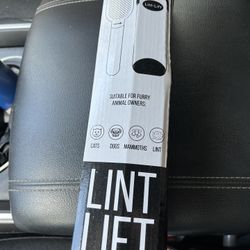 Lint-Lift
SUITABLE FOR FURRY
ANIMAL OWNERS:
CATS DOGS MAMMOTHS LINT
LINT
LIFT